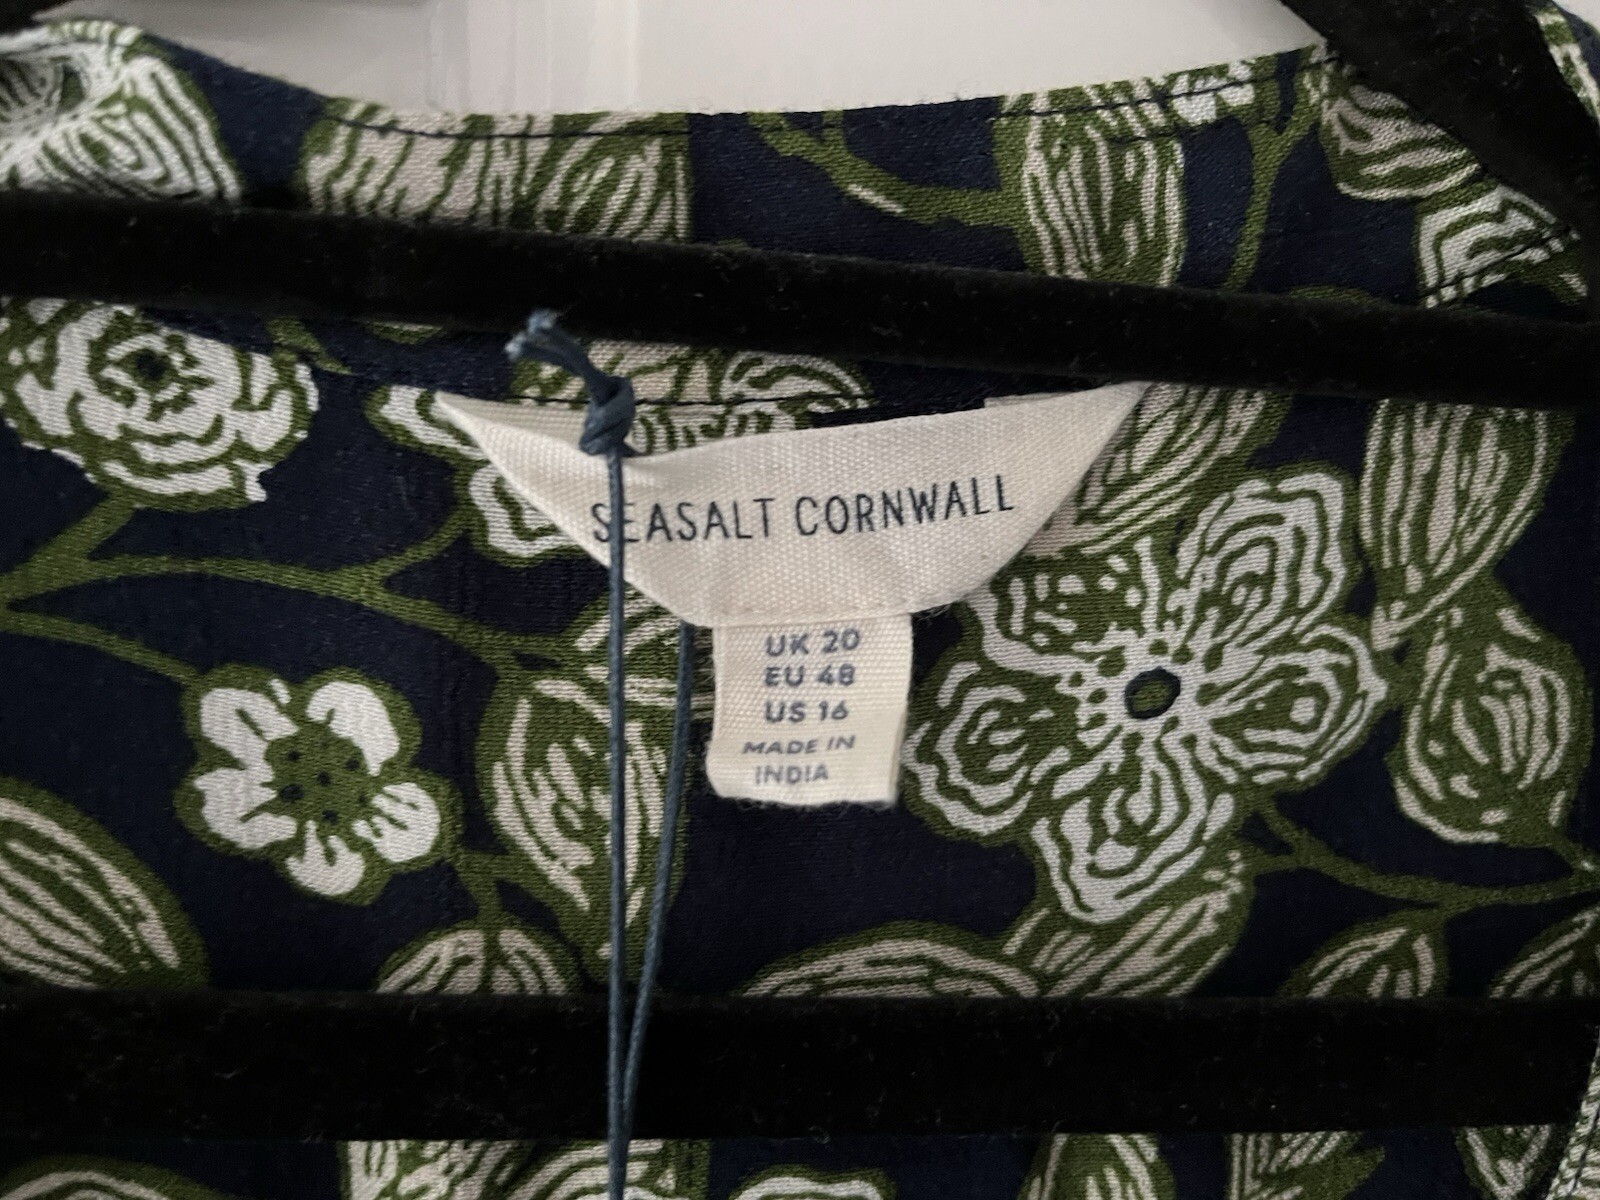 SEASALT CORNWALL
UK 20
EU 48
US 16
MADE IN
INDIA